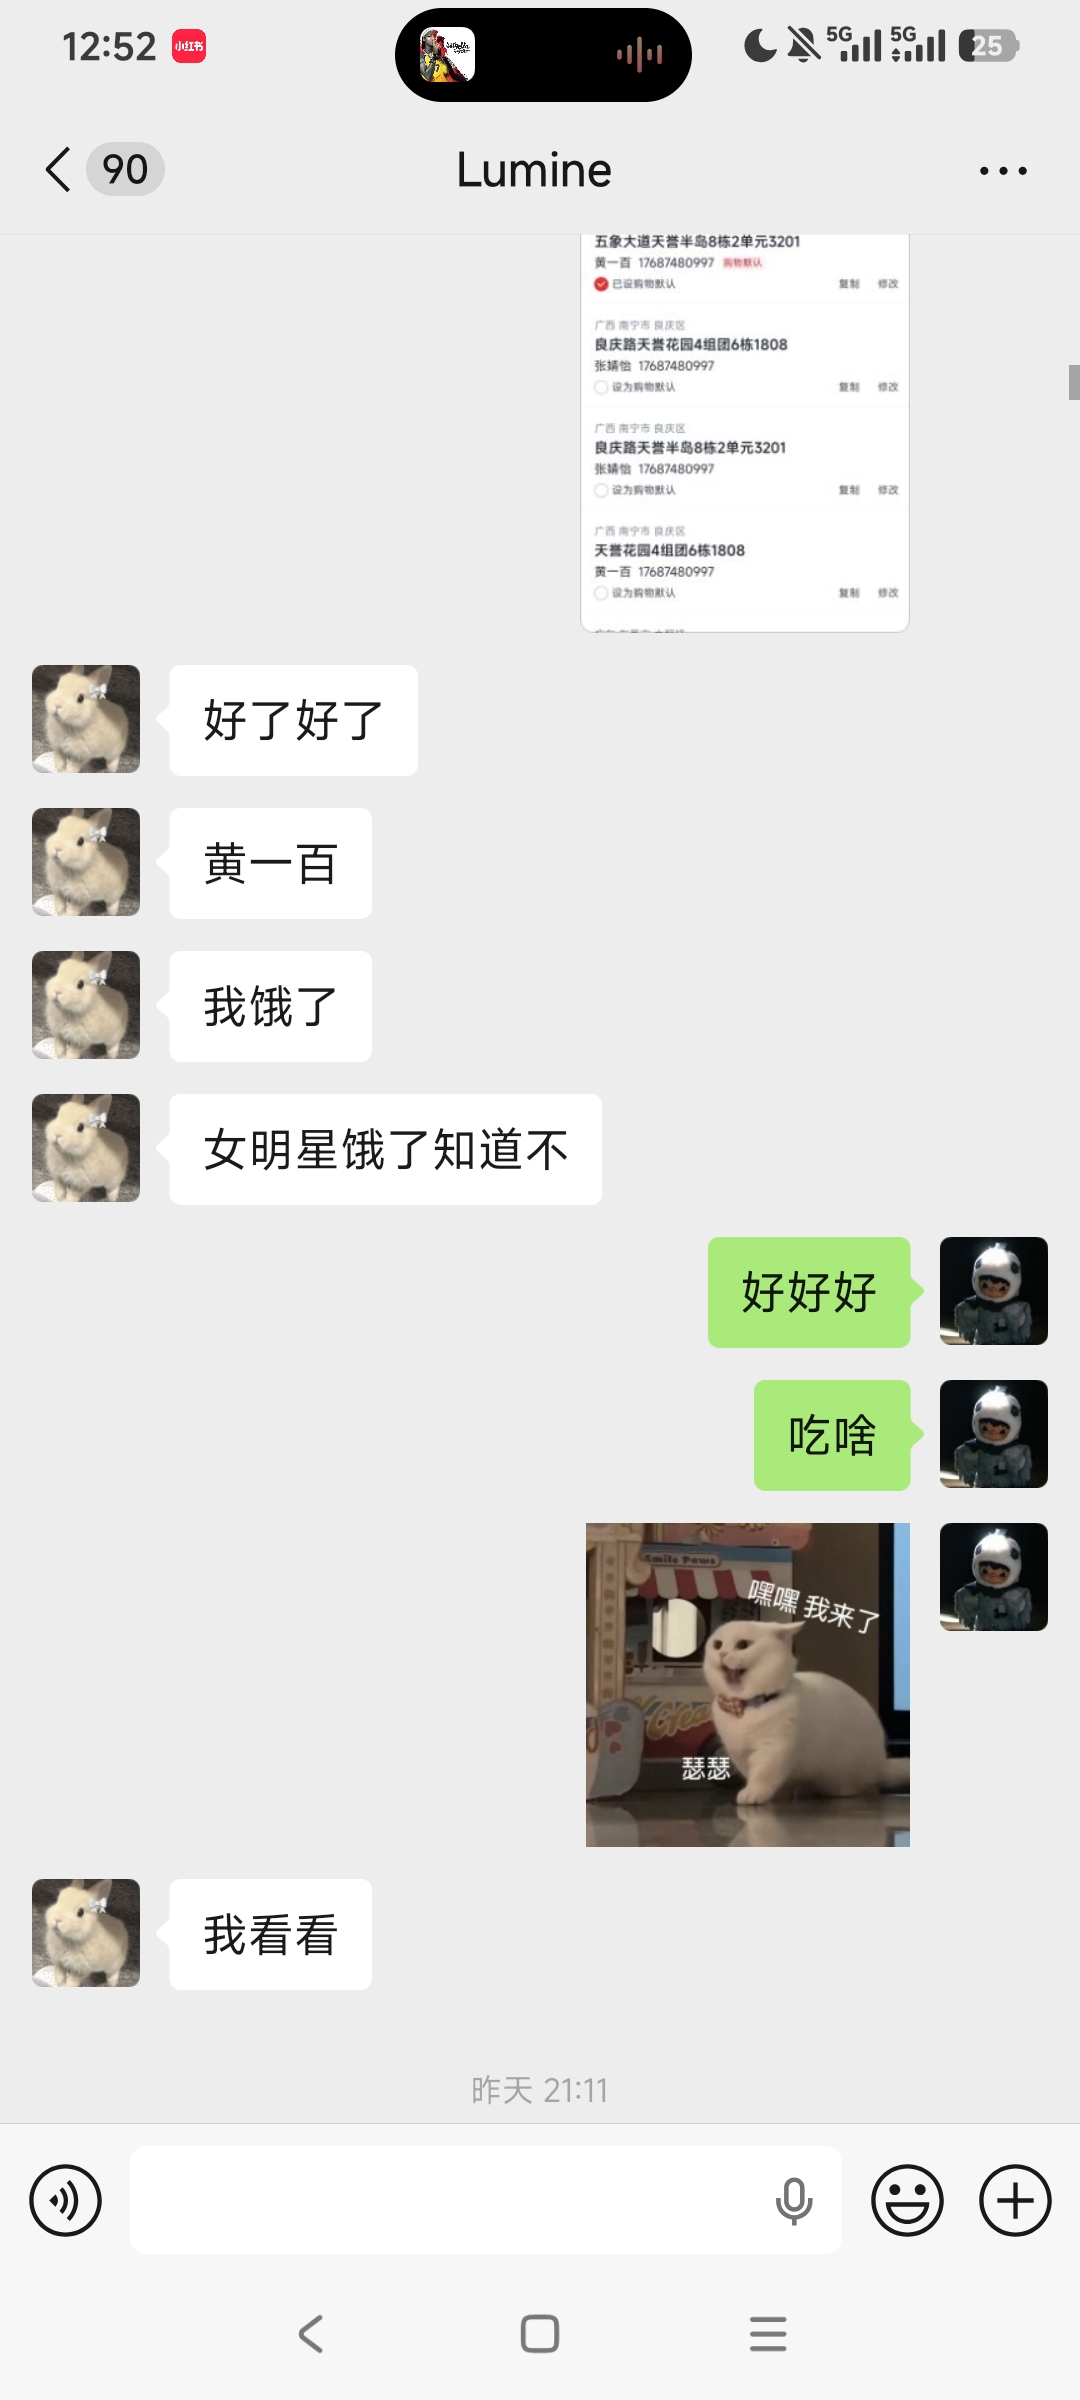 12:52
小红书
5G
5G
25
90
Lumine
五象大道天誉半岛8栋2单元3201
黄一百 17687480997 购物默认
已设购物默认 复制 修改
广西 南宁市 良庆区
良庆路天誉花园4组团6栋1808
张婧怡 17687480997
设为购物默认 复制 修改
广西 南宁市 良庆区
良庆路天誉半岛8栋2单元3201
张婧怡 17687480997
设为购物默认 复制 修改
广西 南宁市 良庆区
天誉花园4组团6栋1808
黄一百 17687480997
设为购物默认 复制 修改
好了好了
黄一百
我饿了
女明星饿了知道不
好好好
吃啥
Smile Paws
嘿嘿 我来了
瑟瑟
我看看
昨天 21:11